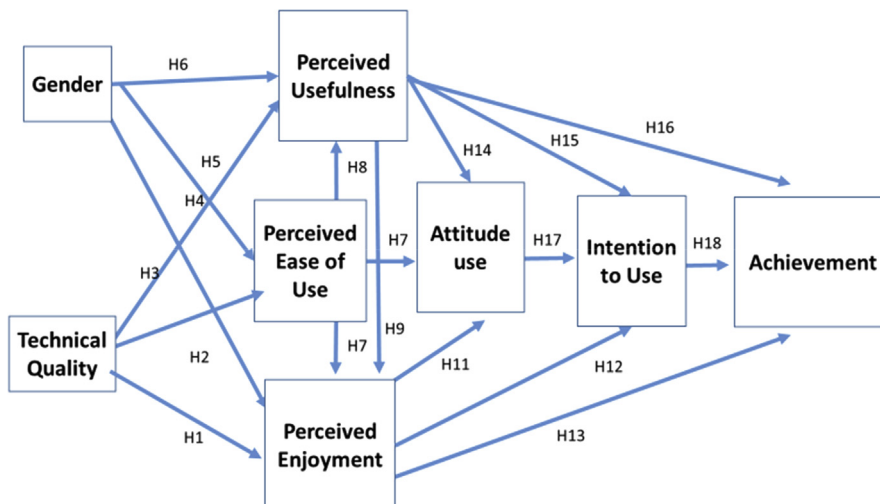 Perceived
Usefulness
Gender
H6
H16
H15
H14
H5
H8
H4
Perceived
Ease of
Use
H7
Attitude
use
H17
Intention
to Use
H18
Achievement
H3
Technical
Quality
H2
H7
H9
H11
H12
H1
Perceived
Enjoyment
H13